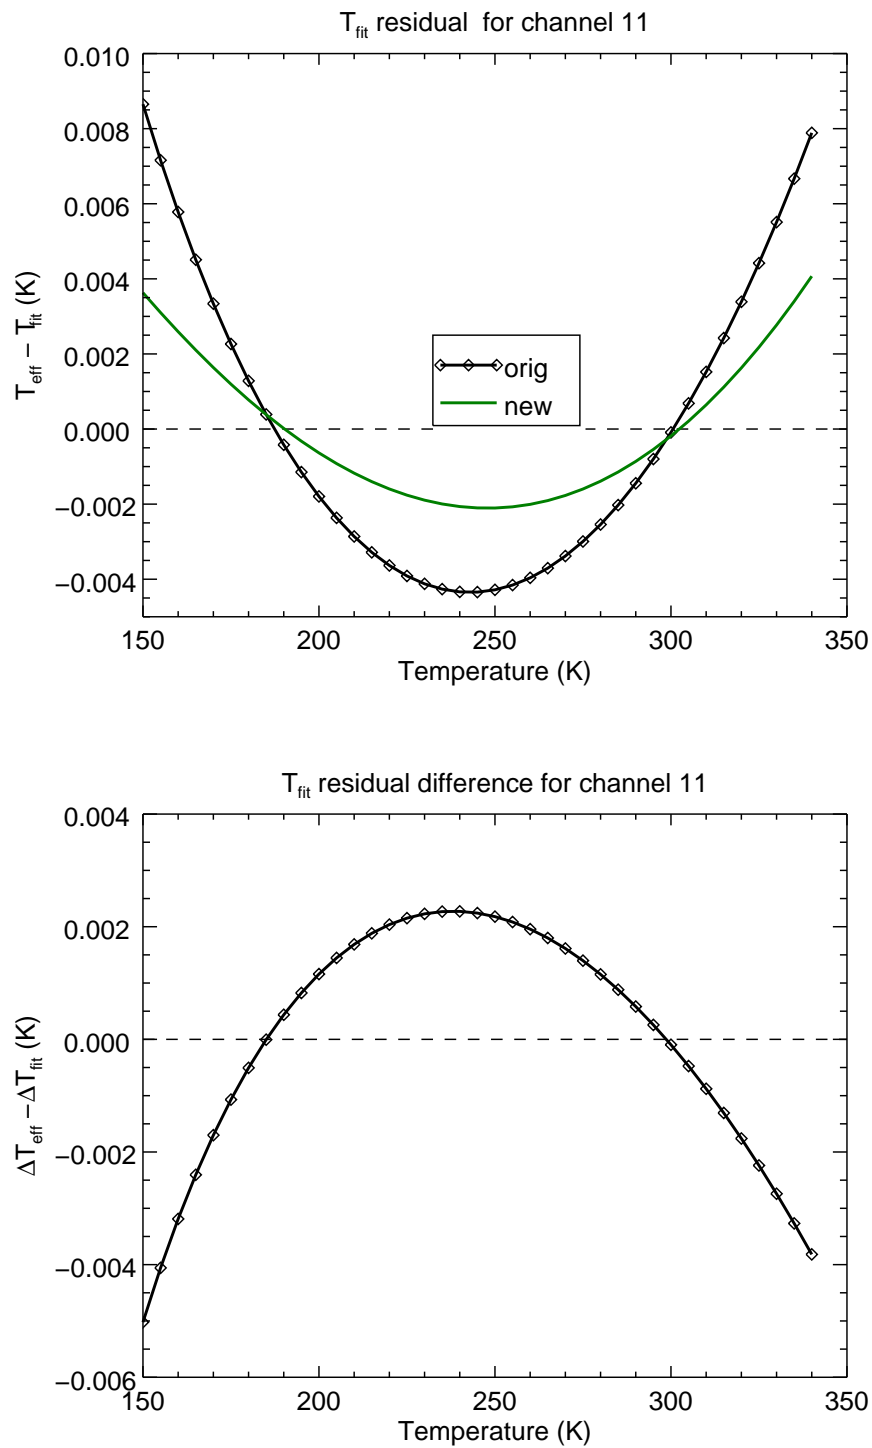 T_fit residual for channel 11
0.010
0.008
0.006
0.004
0.002
0.000
−0.002
−0.004
T_eff − T_fit (K)
orig
new
150 200 250 300 350
Temperature (K)
T_fit residual difference for channel 11
0.004
0.002
0.000
−0.002
−0.004
−0.006
ΔT_eff − ΔT_fit (K)
150 200 250 300 350
Temperature (K)